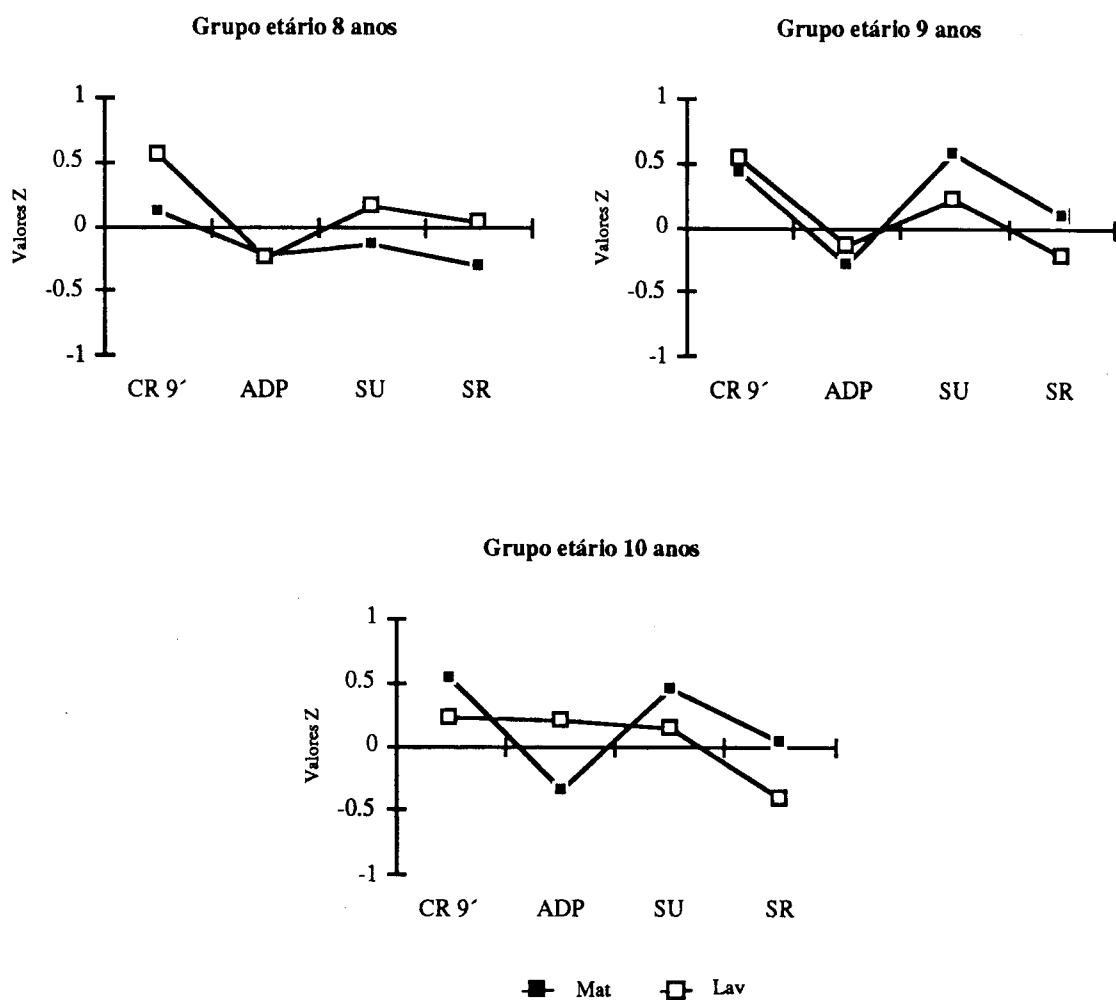 Grupo etário 8 anos
Valores Z
1
0.5
0
-0.5
-1
CR 9´ ADP SU SR
Grupo etário 9 anos
Valores Z
1
0.5
0
-0.5
-1
CR 9´ ADP SU SR
Grupo etário 10 anos
Valores Z
1
0.5
0
-0.5
-1
CR 9´ ADP SU SR
Mat Lav